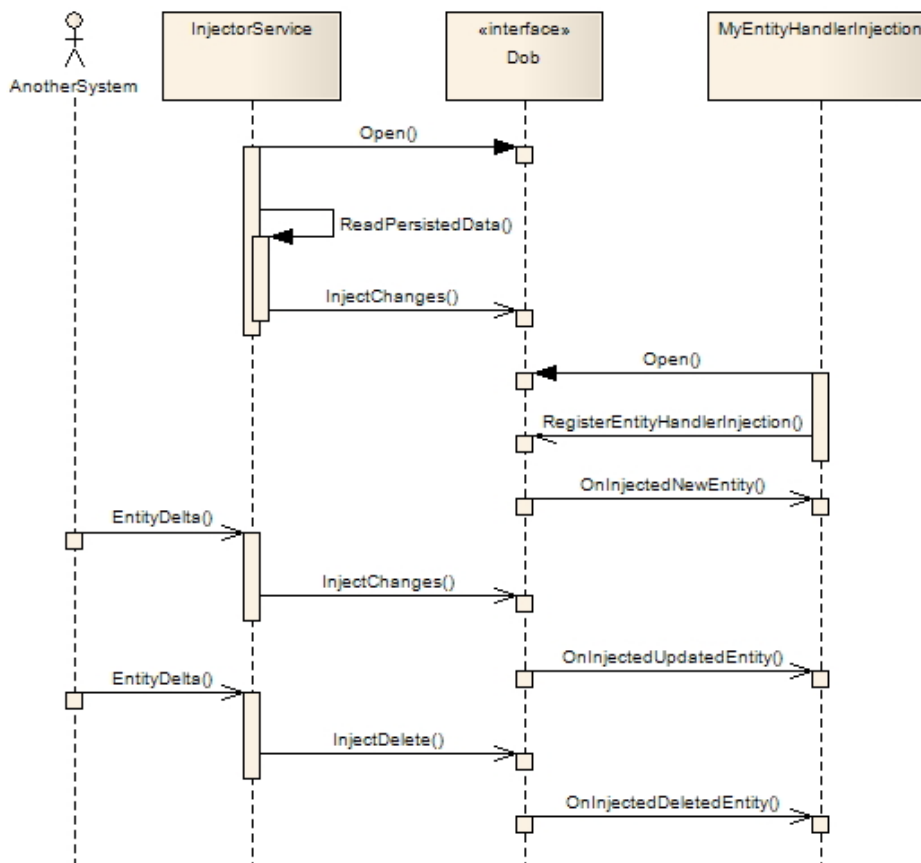 InjectorService
«interface»
Dob
MyEntityHandlerInjection
AnotherSystem
Open()
ReadPersistedData()
InjectChanges()
Open()
RegisterEntityHandlerInjection()
OnInjectedNewEntity()
EntityDelta()
InjectChanges()
OnInjectedUpdatedEntity()
EntityDelta()
InjectDelete()
OnInjectedDeletedEntity()